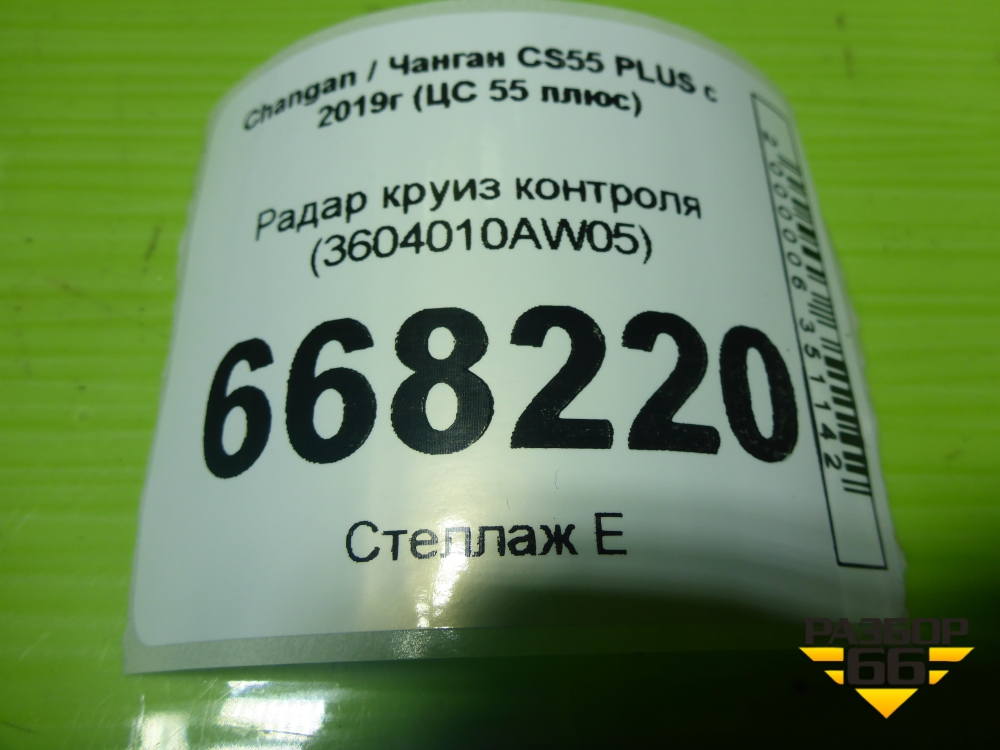 Changan / Чанган CS55 PLUS с
2019г (ЦС 55 плюс)
Радар круиз контроля
(3604010AW05)
668220
Стеллаж Е
2000006351142
РАЗБОР
66